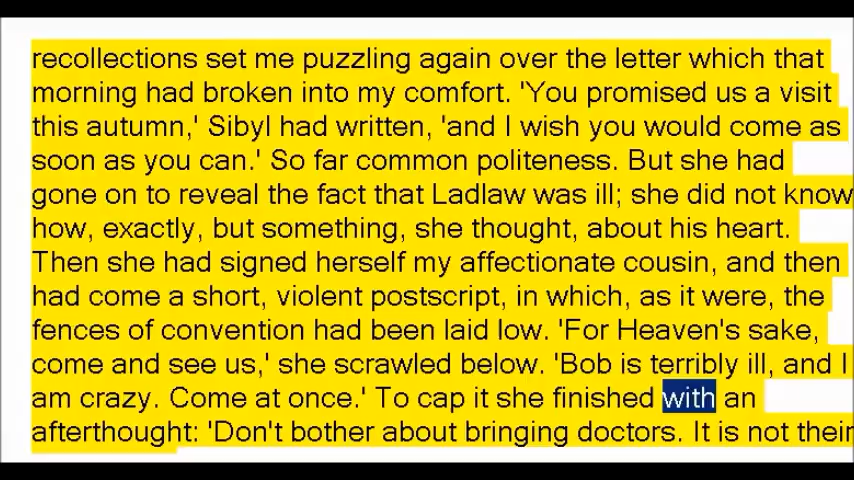 recollections set me puzzling again over the letter which that
morning had broken into my comfort. 'You promised us a visit
this autumn,' Sibyl had written, 'and I wish you would come as
soon as you can.' So far common politeness. But she had
gone on to reveal the fact that Ladlaw was ill; she did not know
how, exactly, but something, she thought, about his heart.
Then she had signed herself my affectionate cousin, and then
had come a short, violent postscript, in which, as it were, the
fences of convention had been laid low. 'For Heaven's sake,
come and see us,' she scrawled below. 'Bob is terribly ill, and I
am crazy. Come at once.' To cap it she finished with an
afterthought: 'Don't bother about bringing doctors. It is not their